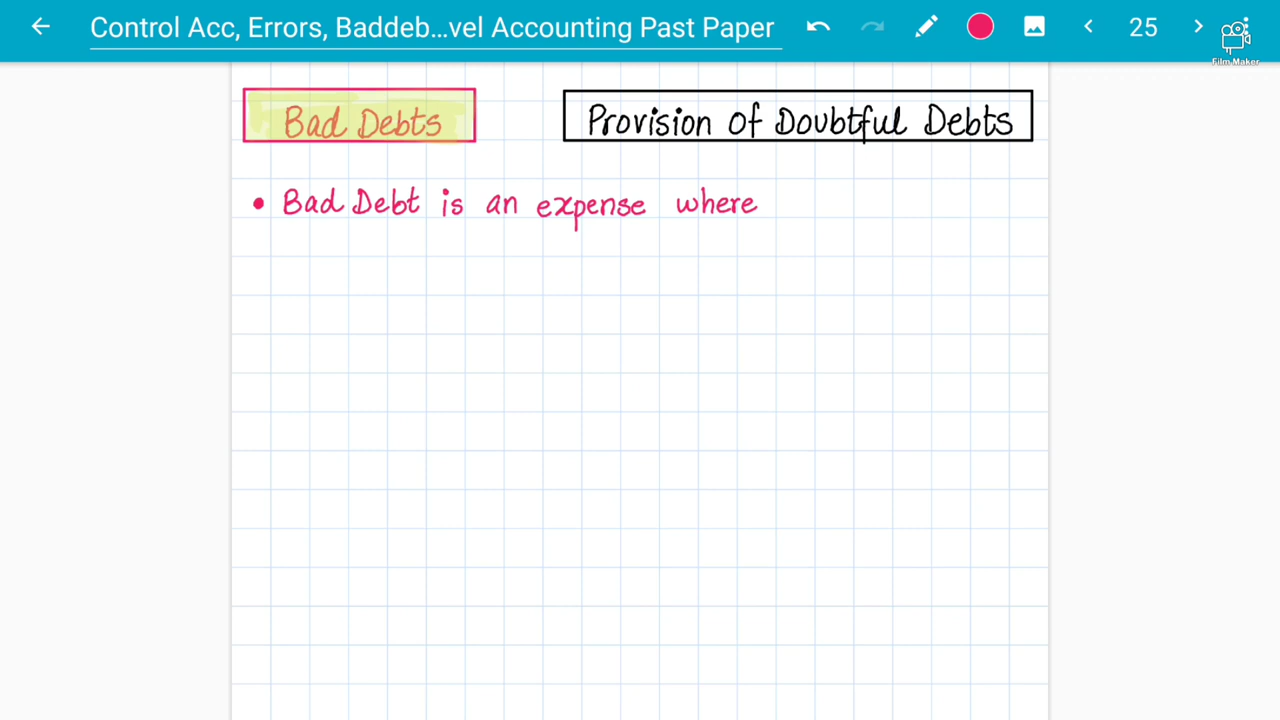 Control Acc, Errors, Baddeb...vel Accounting Past Paper 25
Film Maker
Bad Debts Provision Of Doubtful Debts
• Bad Debt is an expense where